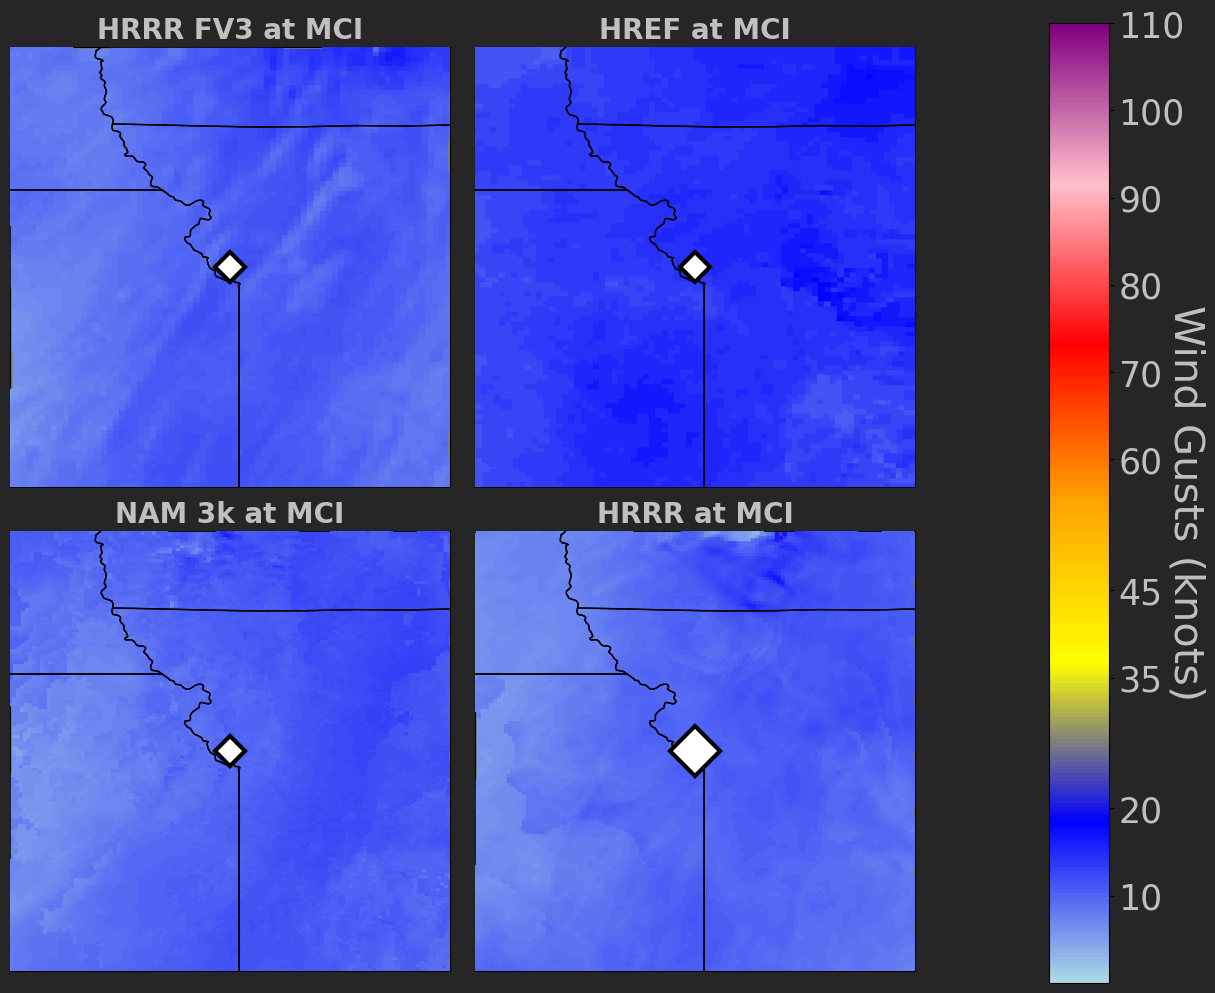 HRRR FV3 at MCI
HREF at MCI
NAM 3k at MCI
HRRR at MCI
110
100
90
80
70
60
45
35
20
10
Wind Gusts (knots)